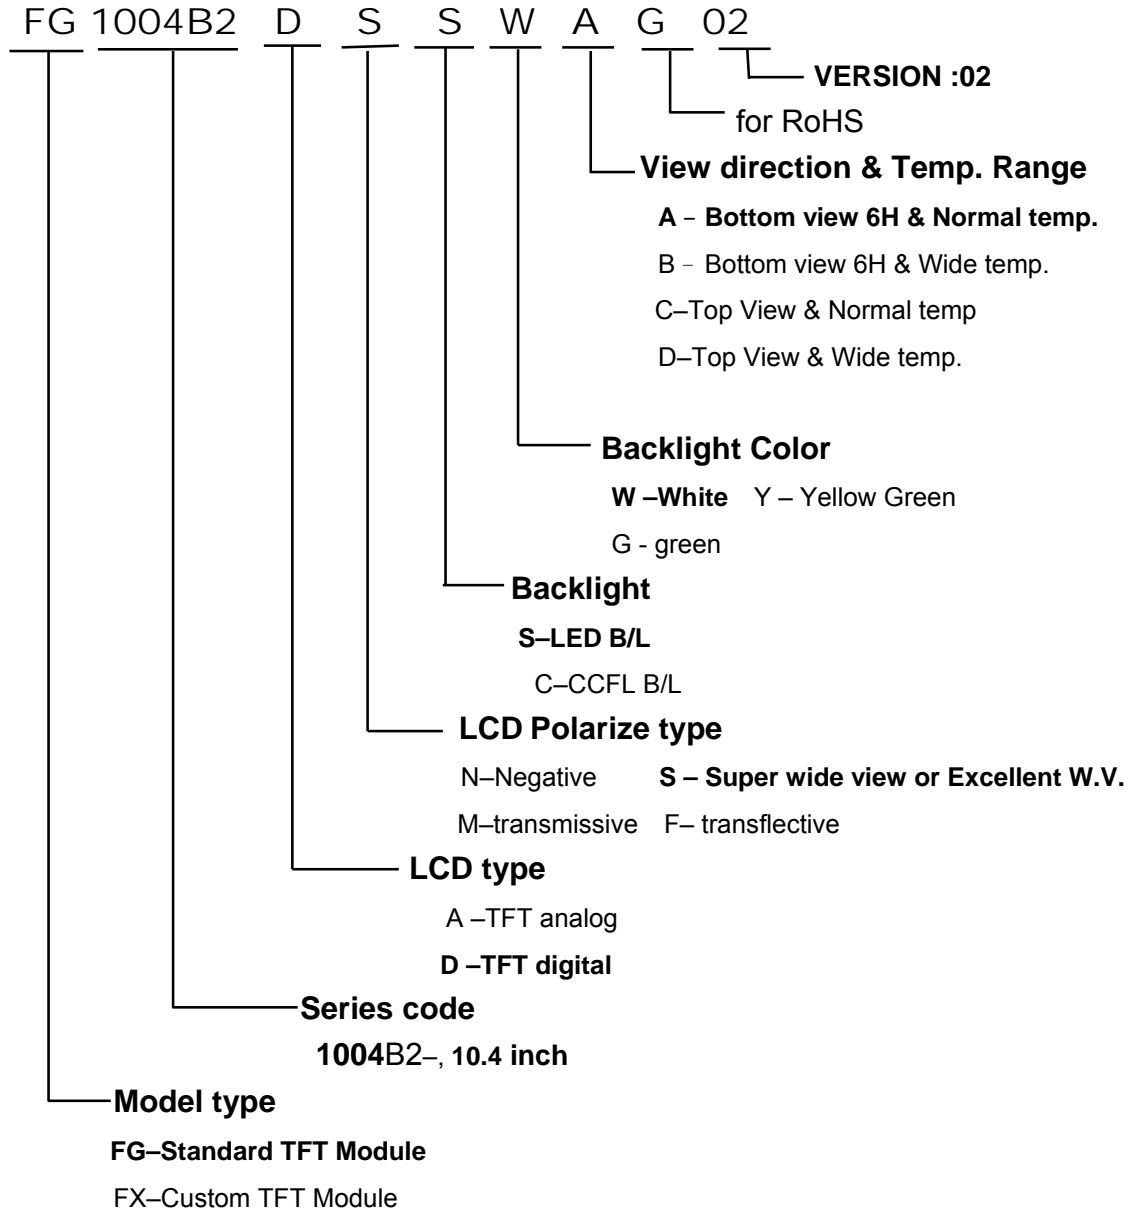 FG 1004B2 D S S W A G 02
VERSION :02
for RoHS
View direction & Temp. Range
A – Bottom view 6H & Normal temp.
B – Bottom view 6H & Wide temp.
C–Top View & Normal temp
D–Top View & Wide temp.
Backlight Color
W –White Y – Yellow Green
G - green
Backlight
S–LED B/L
C–CCFL B/L
LCD Polarize type
N–Negative S – Super wide view or Excellent W.V.
M–transmissive F– transflective
LCD type
A –TFT analog
D –TFT digital
Series code
1004B2–, 10.4 inch
Model type
FG–Standard TFT Module
FX–Custom TFT Module